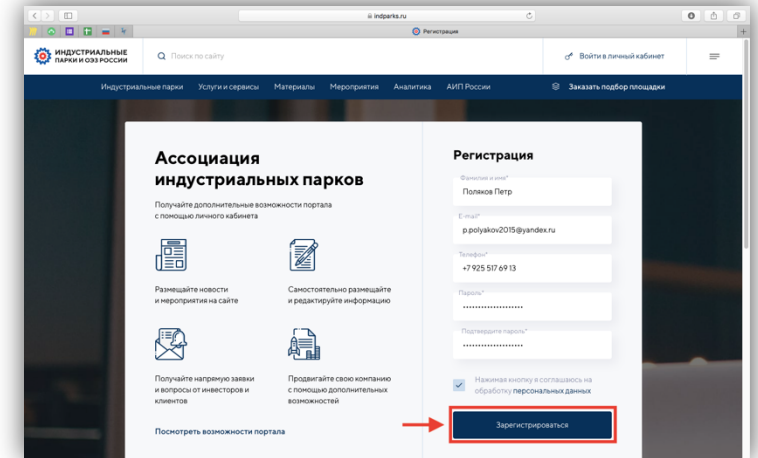 indparks.ru
Регистрация
ИНДУСТРИАЛЬНЫЕ
ПАРКИ И ОЭЗ РОССИИ
Поиск по сайту
Войти в личный кабинет
Индустриальные парки Услуги и сервисы Материалы Мероприятия Аналитика АИП России
Заказать подбор площадки
Ассоциация
индустриальных парков
Получайте дополнительные возможности портала
с помощью личного кабинета
Размещайте новости
и мероприятия на сайте
Самостоятельно размещайте
и редактируйте информацию
Получайте напрямую заявки
и вопросы от инвесторов и
клиентов
Продвигайте свою компанию
с помощью дополнительных
возможностей
Посмотреть возможности портала
Регистрация
Фамилия и имя*
Поляков Петр
E-mail*
p.polyakov2015@yandex.ru
Телефон*
+7 925 517 69 13
Пароль*
Подтвердите пароль*
Нажимая кнопку я соглашаюсь на
обработку персональных данных
Зарегистрироваться